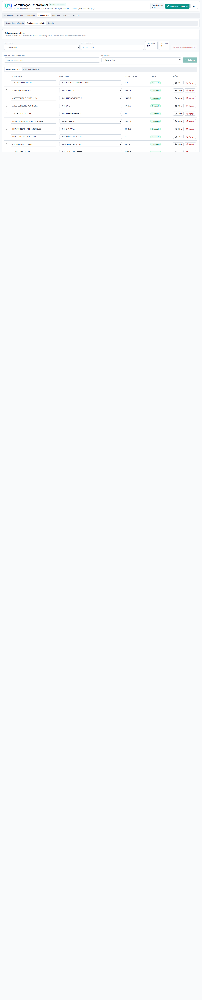 uni Gamificação Operacional Auditoria operacional
Extrato de pontuação operacional: matriz, assuntos sem regra, auditoria de pontuação e valor a ser pago.
Paulo Henrique
ADMIN
Recalcular pontuação
Sair
Fechamento Ranking Pendências Configuração Auditoria Histórico Período
Regras da gamificação Colaboradores e filiais Usuários
Colaboradores e filiais
Defina a filial oficial do colaborador. Novos nomes importados entram como não cadastrados para revisão.
FILTRAR FILIAL
Todas as filiais
BUSCAR COLABORADOR
Nome ou filial
CADASTRADOS
119
PENDENTES
0
Apagar selecionados (0)
CADASTRAR NOVO COLABORADOR
Nome do colaborador
FILIAL OFICIAL
Selecionar filial
Cadastrar
Cadastrados (119) Não cadastrados (0)
COLABORADOR FILIAL OFICIAL O.S VINCULADAS STATUS AÇÕES
ADEGILSON RIBEIRO VAIS UNI - NOVA BRASILANDIA DOESTE 162 O.S Cadastrado Salvar Apagar
ADILSON JOSE DA SILVA UNI - JI PARANA 260 O.S Cadastrado Salvar Apagar
ANDERSON DE OLIVEIRA SILVA UNI - PRESIDENTE MEDICI 246 O.S Cadastrado Salvar Apagar
ANDERSON LOPES DE OLIVEIRA UNI - JARU 196 O.S Cadastrado Salvar Apagar
ANDRE PERES DA SILVA UNI - PRESIDENTE MEDICI 248 O.S Cadastrado Salvar Apagar
BRENO ALEXANDRO MARCHI DA SILVA UNI - JI PARANA 194 O.S Cadastrado Salvar Apagar
BRUNNO CESAR NARDI RODRIGUES UNI - JI PARANA 301 O.S Cadastrado Salvar Apagar
BRUNO JOSE DA SILVA COSTA UNI - SAO FELIPE DOESTE 115 O.S Cadastrado Salvar Apagar
CARLOS EDUARDO SANTOS UNI - SAO FELIPE DOESTE 45 O.S Cadastrado Salvar Apagar